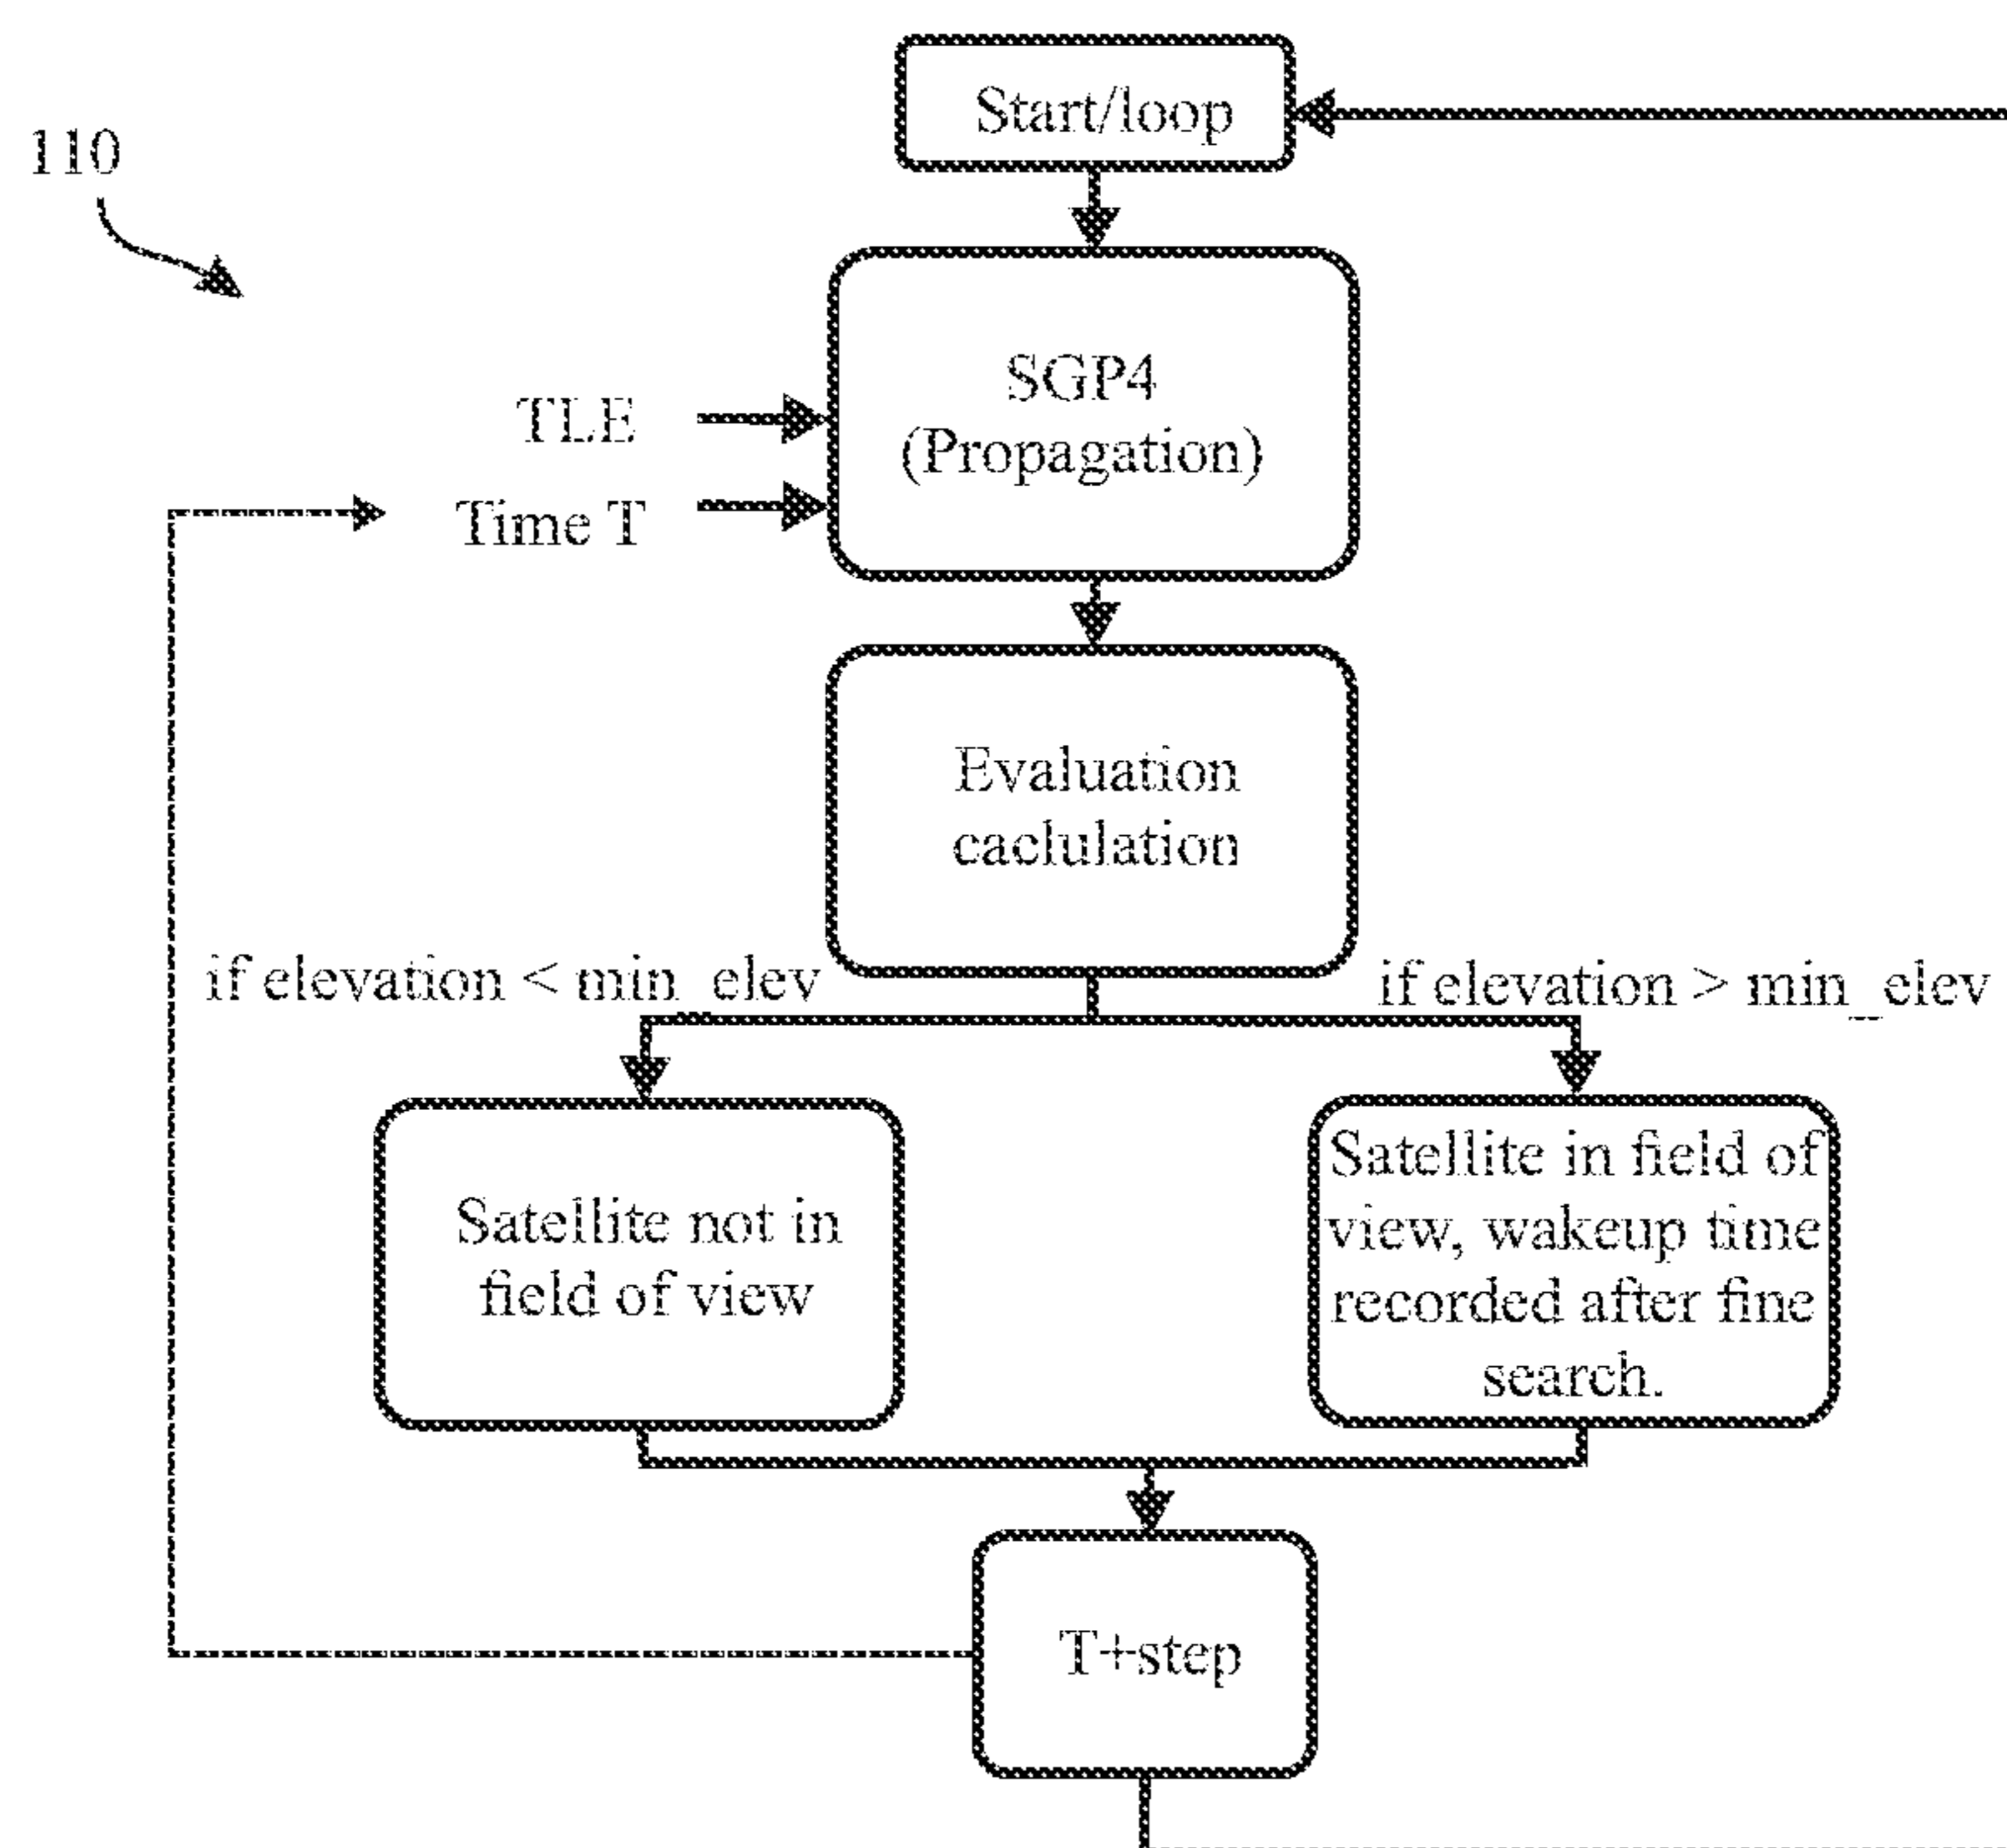 Start/loop
110
SGP4
(Propagation)
TLE
Time T
Evaluation
caclulation
if elevation < min_elev
if elevation > min_elev
Satellite not in
field of view
Satellite in field of
view, wakeup time
recorded after fine
search.
T+step